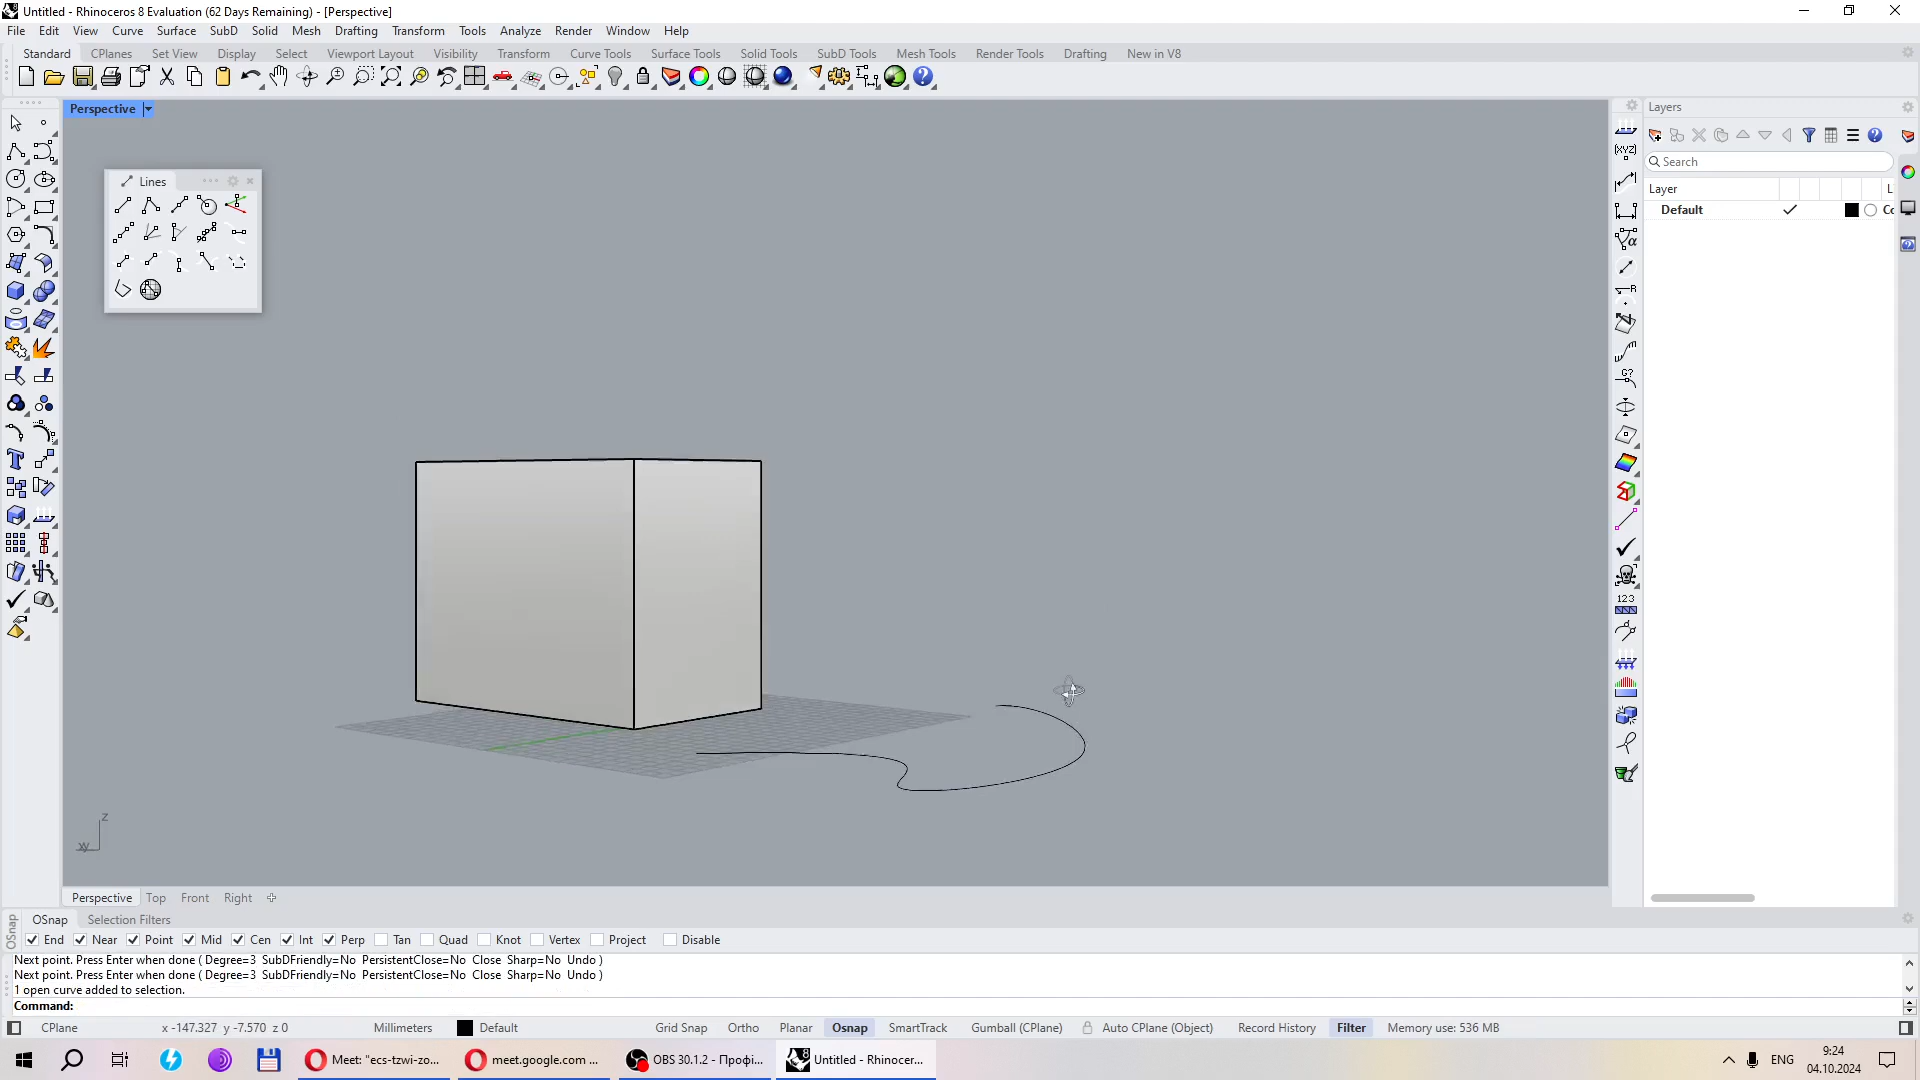 Untitled - Rhinoceros 8 Evaluation (62 Days Remaining) - [Perspective]
File Edit View Curve Surface SubD Solid Mesh Drafting Transform Tools Analyze Render Window Help
Standard CPlanes Set View Display Select Viewport Layout Visibility Transform Curve Tools Surface Tools Solid Tools SubD Tools Mesh Tools Render Tools Drafting New in V8
Perspective
Layers
Lines
Search
Layer L
Default Co
z
xy
Perspective Top Front Right
OSnap Selection Filters
OSnap
End Near Point Mid Cen Int Perp Tan Quad Knot Vertex Project Disable
Next point. Press Enter when done ( Degree=3 SubDFriendly=No PersistentClose=No Close Sharp=No Undo )
Next point. Press Enter when done ( Degree=3 SubDFriendly=No PersistentClose=No Close Sharp=No Undo )
1 open curve added to selection.
Command:
CPlane x -147.327 y -7.570 z 0 Millimeters Default Grid Snap Ortho Planar Osnap SmartTrack Gumball (CPlane) Auto CPlane (Object) Record History Filter Memory use: 536 MB
Meet: "ecs-tzwi-zo... meet.google.com ... OBS 30.1.2 - Профі... Untitled - Rhinocer... ENG 9:24
04.10.2024